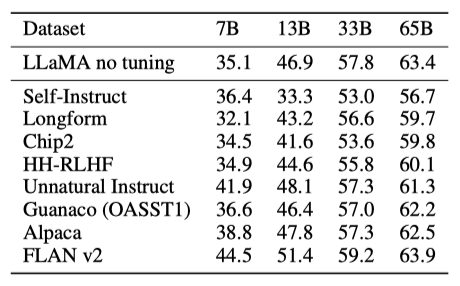 Dataset 7B 13B 33B 65B
LLaMA no tuning 35.1 46.9 57.8 63.4
Self-Instruct 36.4 33.3 53.0 56.7
Longform 32.1 43.2 56.6 59.7
Chip2 34.5 41.6 53.6 59.8
HH-RLHF 34.9 44.6 55.8 60.1
Unnatural Instruct 41.9 48.1 57.3 61.3
Guanaco (OASST1) 36.6 46.4 57.0 62.2
Alpaca 38.8 47.8 57.3 62.5
FLAN v2 44.5 51.4 59.2 63.9